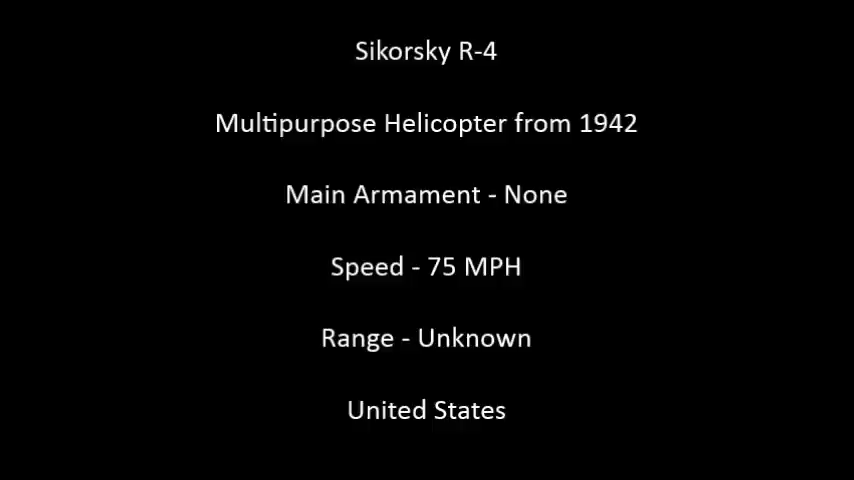 Sikorsky R-4
Multipurpose Helicopter from 1942
Main Armament - None
Speed - 75 MPH
Range - Unknown
United States